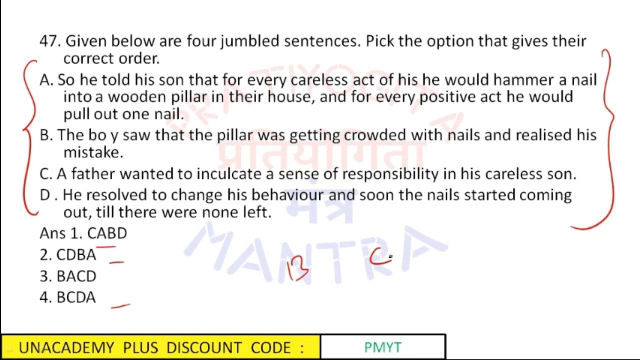 47. Given below are four jumbled sentences. Pick the option that gives their
correct order.
A. So he told his son that for every careless act of his he would hammer a nail
into a wooden pillar in their house, and for every positive act he would
pull out one nail.
B. The bo y saw that the pillar was getting crowded with nails and realised his
mistake.
C. A father wanted to inculcate a sense of responsibility in his careless son.
D . He resolved to change his behaviour and soon the nails started coming
out, till there were none left.
Ans 1. CABD
2. CDBA
3. BACD
4. BCDA
B C
PRATIYOGITA
प्रतियोगिता
मंत्र
MANTRA
UNACADEMY PLUS DISCOUNT CODE : PMYT